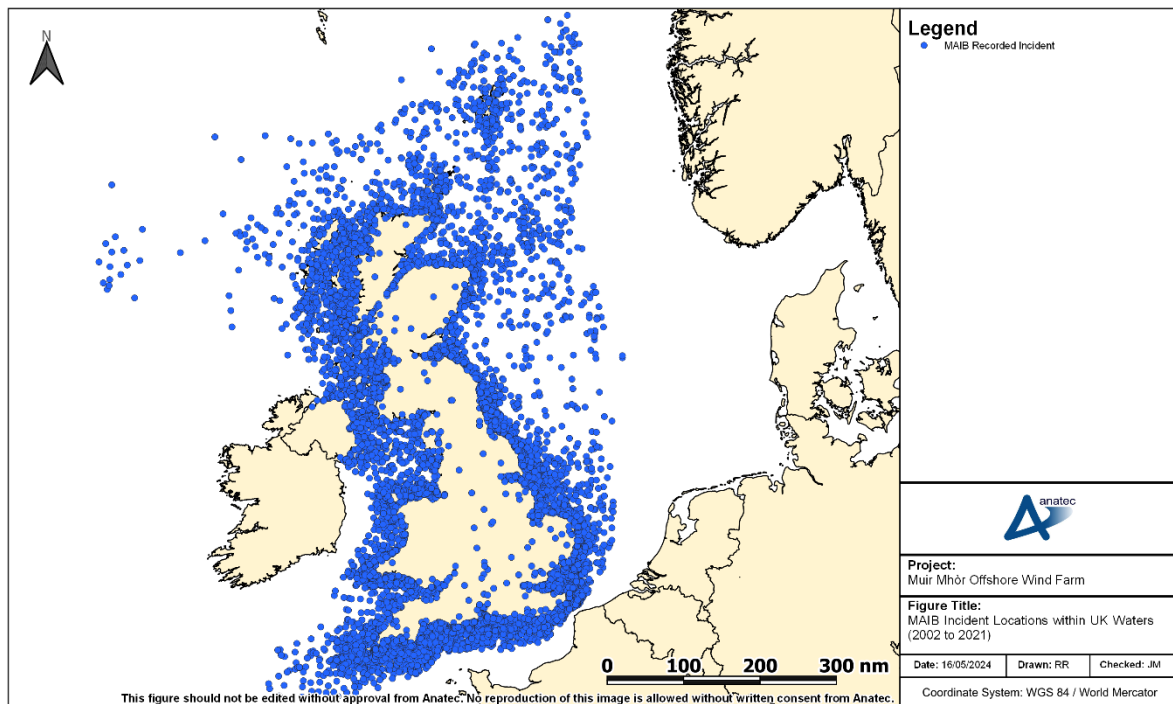 N
Legend
MAIB Recorded Incident
anatec
Project:
Muir Mhòr Offshore Wind Farm
Figure Title:
MAIB Incident Locations within UK Waters
(2002 to 2021)
Date: 16/05/2024 Drawn: RR Checked: JM
Coordinate System: WGS 84 / World Mercator
0 100 200 300 nm
This figure should not be edited without approval from Anatec. No reproduction of this image is allowed without written consent from Anatec.